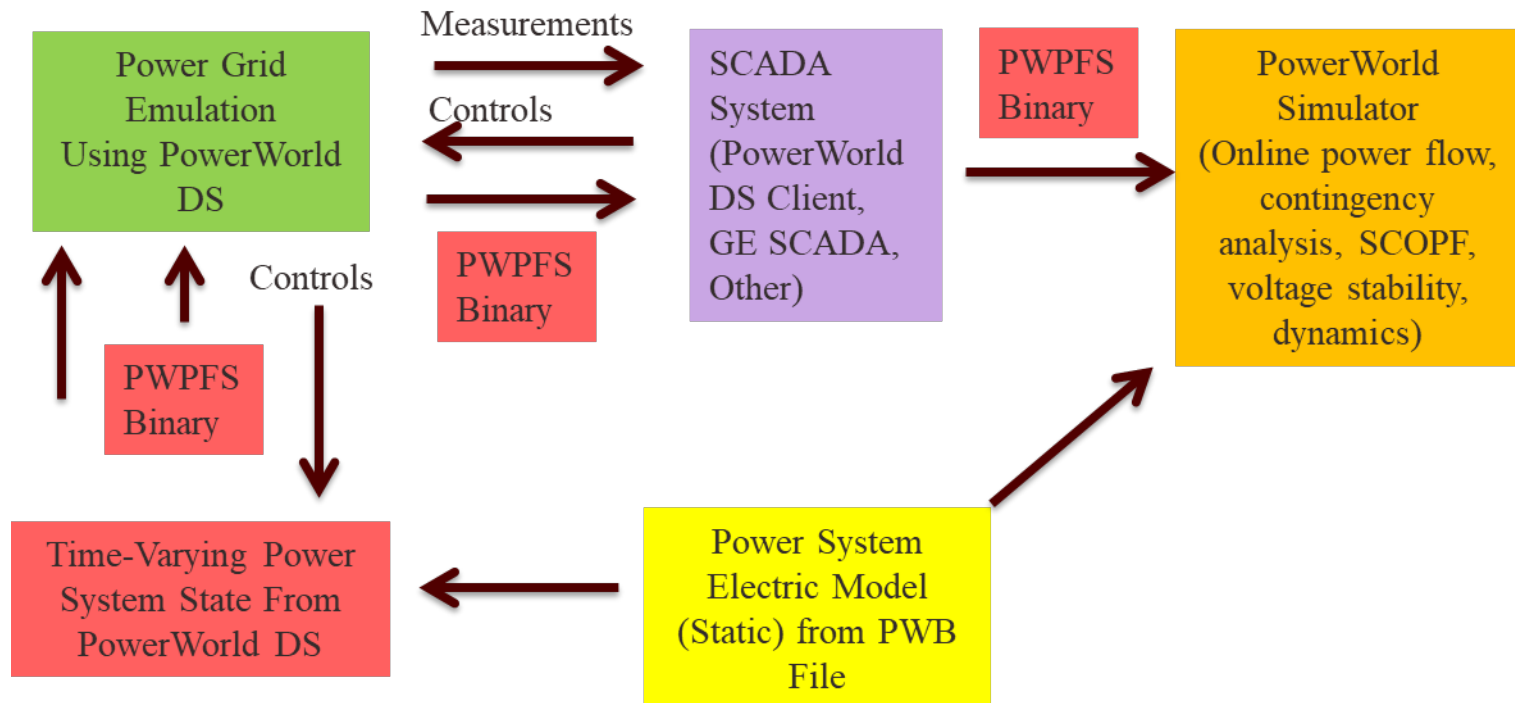 Measurements
Power Grid
Emulation
Using PowerWorld
DS
Controls
SCADA
System
(PowerWorld
DS Client,
GE SCADA,
Other)
PWPFS
Binary
PowerWorld
Simulator
(Online power flow,
contingency
analysis, SCOPF,
voltage stability,
dynamics)
PWPFS
Binary
Controls
PWPFS
Binary
Time-Varying Power
System State From
PowerWorld DS
Power System
Electric Model
(Static) from PWB
File